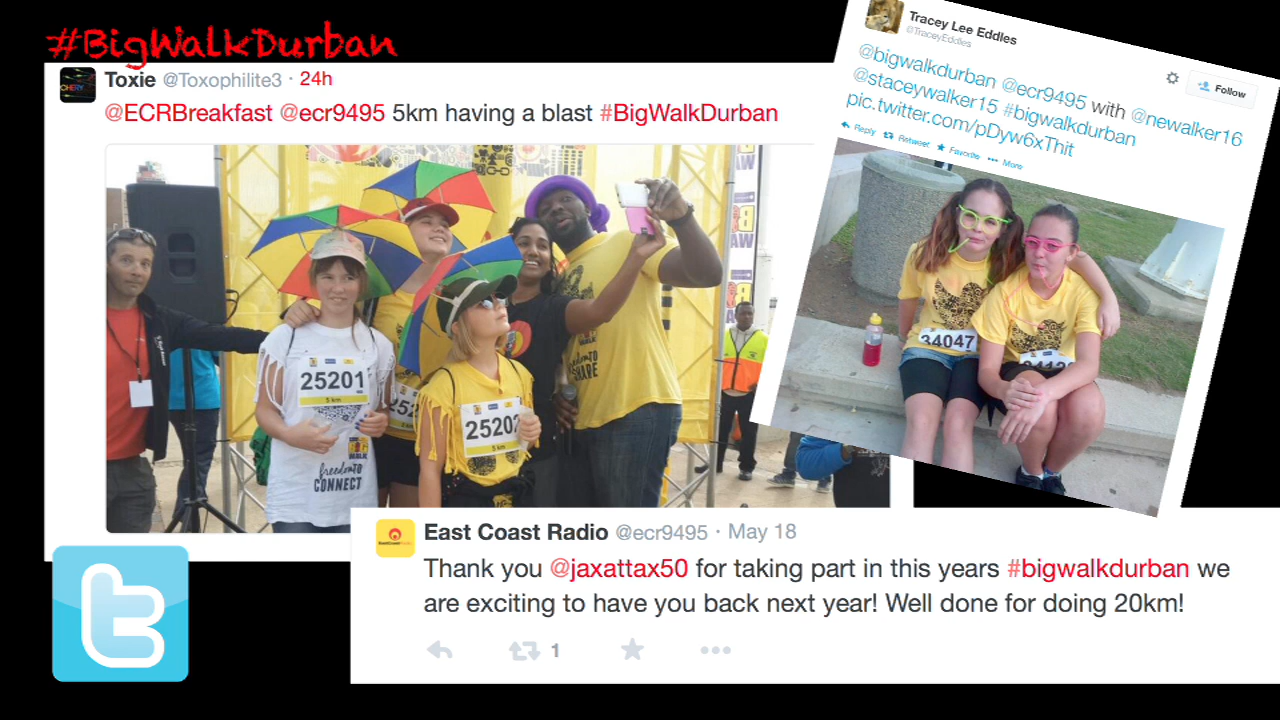 #BigWalkDurban
Toxie @Toxophilite3 · 24h
@ECRBreakfast @ecr9495 5km having a blast #BigWalkDurban
25201
5 km
freedom TO
CONNECT
252
25202
5 km
FREEDOM TO
SHARE
Tracey Lee Eddles
@TraceyEddles
Follow
@bigwalkdurban @ecr9495 with @newalker16
@staceywalker15 #bigwalkdurban
pic.twitter.com/pDyw6xThit
Reply Retweet Favorite More
34047
East Coast Radio @ecr9495 · May 18
Thank you @jaxattax50 for taking part in this years #bigwalkdurban we
are exciting to have you back next year! Well done for doing 20km!
1